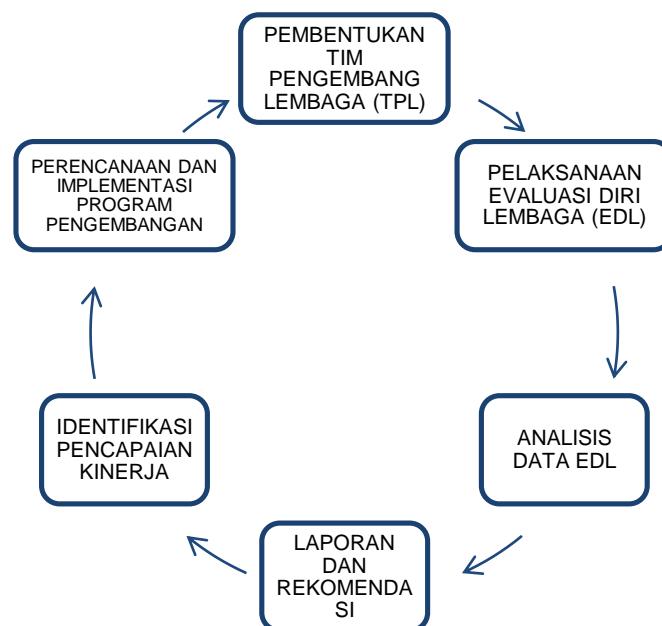 PEMBENTUKAN
TIM
PENGEMBANG
LEMBAGA (TPL)
PELAKSANAAN
EVALUASI DIRI
LEMBAGA (EDL)
ANALISIS
DATA EDL
LAPORAN
DAN
REKOMENDA
SI
IDENTIFIKASI
PENCAPAIAN
KINERJA
PERENCANAAN DAN
IMPLEMENTASI
PROGRAM
PENGEMBANGAN